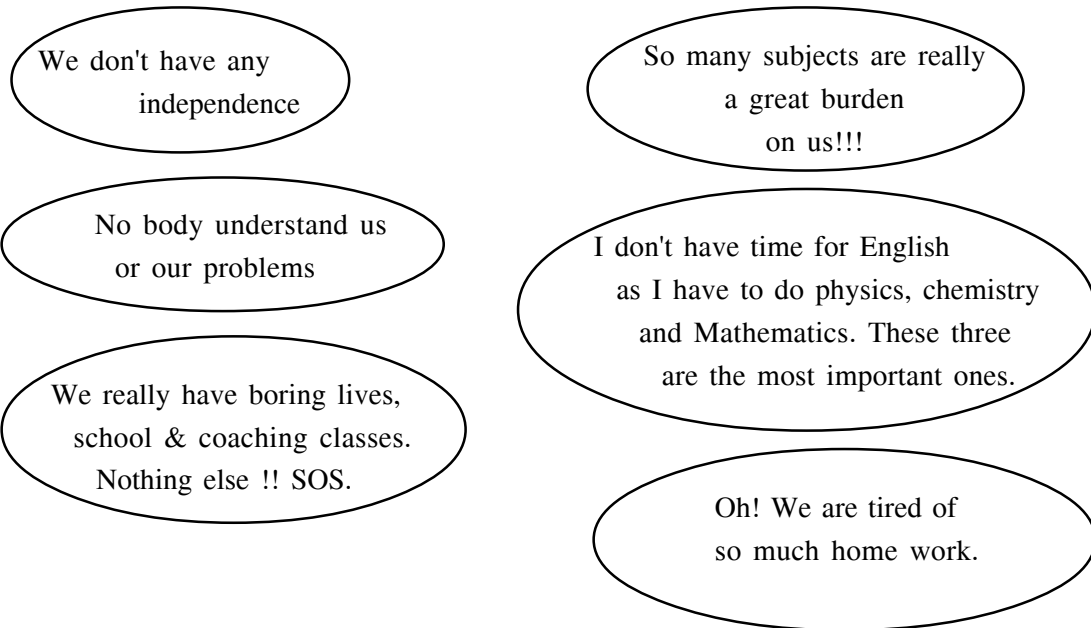 We don't have any
independence
No body understand us
or our problems
We really have boring lives,
school & coaching classes.
Nothing else !! SOS.
So many subjects are really
a great burden
on us!!!
I don't have time for English
as I have to do physics, chemistry
and Mathematics. These three
are the most important ones.
Oh! We are tired of
so much home work.